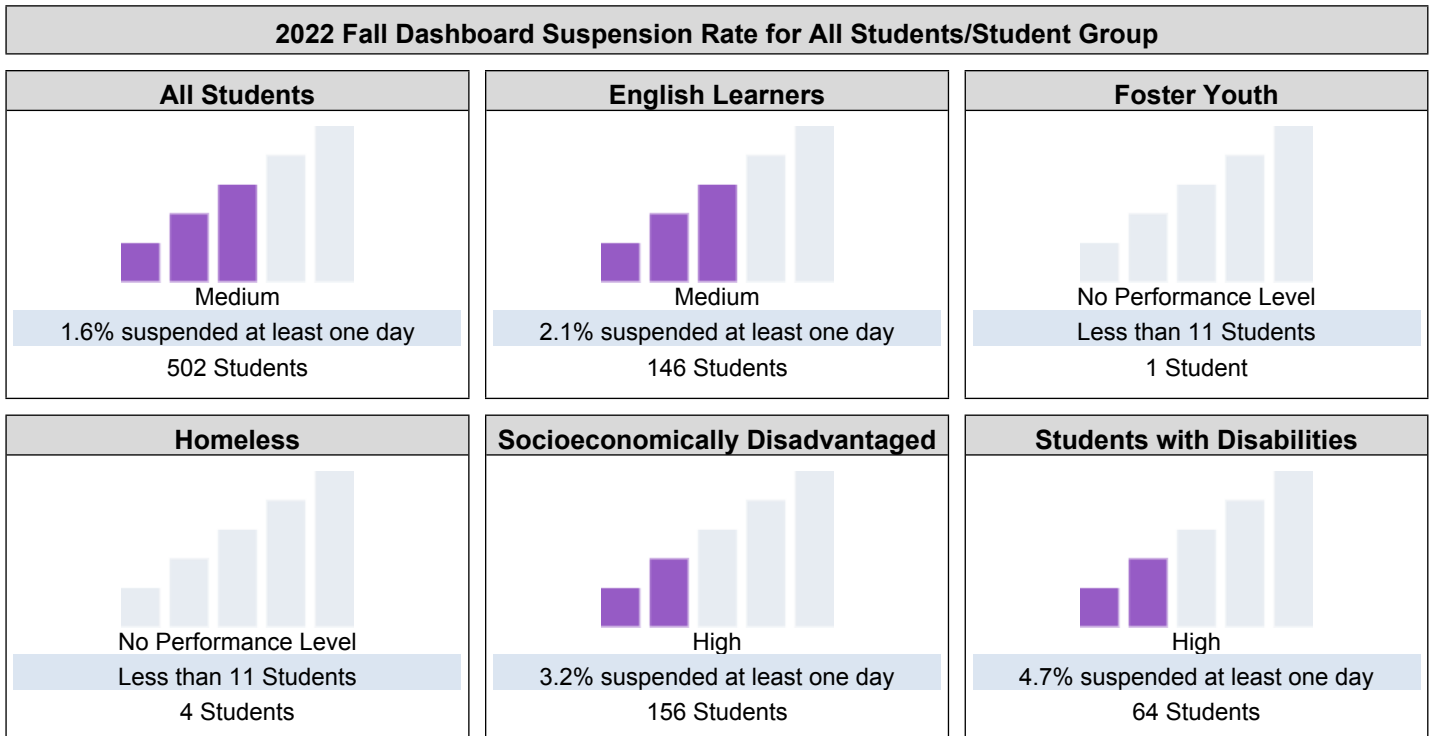 2022 Fall Dashboard Suspension Rate for All Students/Student Group
All Students
Medium
1.6% suspended at least one day
502 Students
English Learners
Medium
2.1% suspended at least one day
146 Students
Foster Youth
No Performance Level
Less than 11 Students
1 Student
Homeless
No Performance Level
Less than 11 Students
4 Students
Socioeconomically Disadvantaged
High
3.2% suspended at least one day
156 Students
Students with Disabilities
High
4.7% suspended at least one day
64 Students